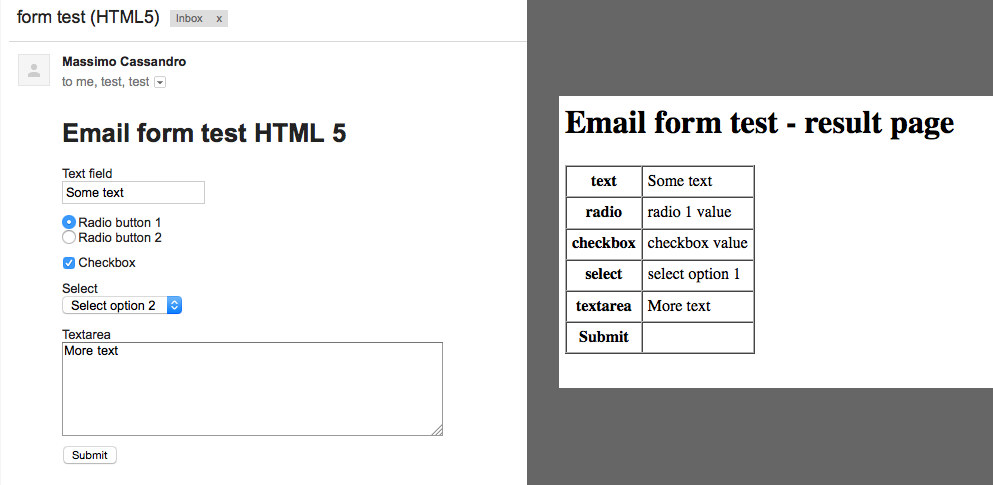 form test (HTML5) Inbox x
Massimo Cassandro
to me, test, test
Email form test HTML 5
Text field
Some text
Radio button 1
Radio button 2
Checkbox
Select
Select option 2
Textarea
More text
Submit
Email form test - result page
text Some text
radio radio 1 value
checkbox checkbox value
select select option 1
textarea More text
Submit